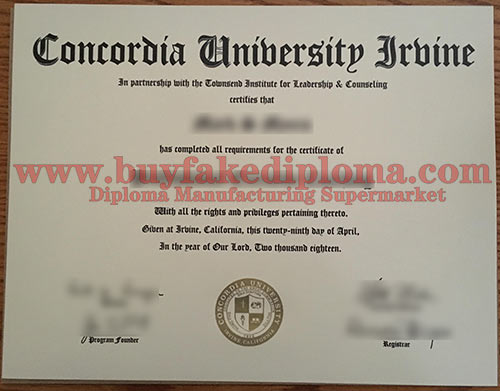 Concordia University Irvine
In partnership with the Townsend Institute for Leadership & Counseling
certifies that
has completed all requirements for the certificate of
www.buyfakediploma.com
Diploma Manufacturing Supermarket
With all the rights and privileges pertaining thereto.
Given at Irvine, California, this twenty-ninth day of April,
In the year of Our Lord, Two thousand eighteen.
CONCORDIA UNIVERSITY
IRVINE CALIFORNIA
Program Founder
Registrar